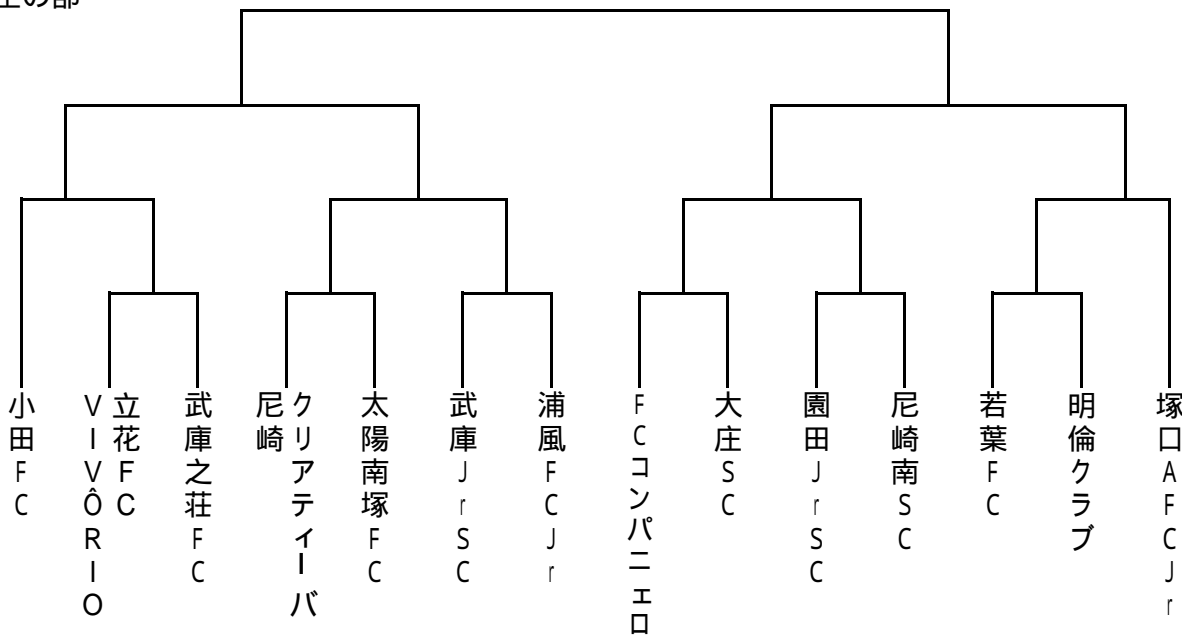 生の部
小田FC
立花FC
VIVÔRIO
武庫之荘FC
クリアティーバ
尼崎
太陽南塚FC
武庫JrSC
浦風FCJr
FCコンパニエロ
大庄SC
園田JrSC
尼崎南SC
若葉FC
明倫クラブ
塚口AFCJr